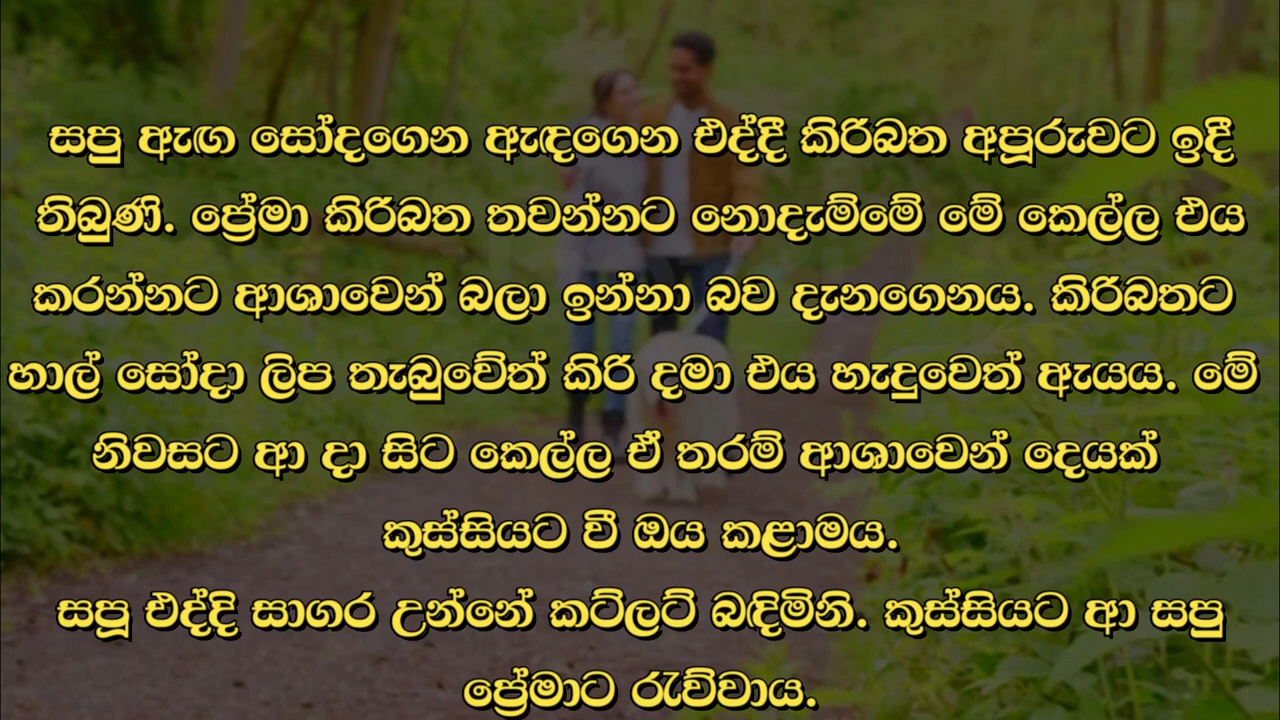 සපු ඇඟ සෝදගෙන ඇඳගෙන එද්දී කිරිබත අපූරුවට ඉදී
තිබුණි. ප්‍රේමා කිරිබත තවන්නට නොදැම්මේ මේ කෙල්ල එය
කරන්නට ආශාවෙන් බලා ඉන්නා බව දැනගෙනය. කිරිබතට
හාල් සෝදා ලිප තැබුවේත් කිරි දමා එය හැදුවෙත් ඇයය. මේ
නිවසට ආ දා සිට කෙල්ල ඒ තරම් ආශාවෙන් දෙයක්
කුස්සියට වී ඔය කළාමය.
සපූ එද්දි සාගර උන්නේ කට්ලට් බඳිමිනි. කුස්සියට ආ සපු
ප්‍රේමාට රැව්වාය.